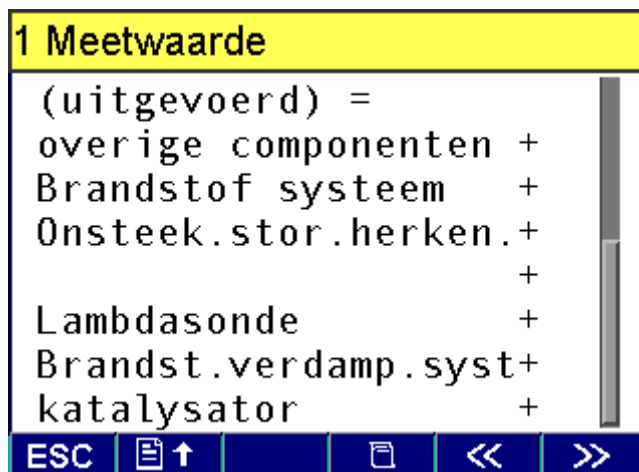 1 Meetwaarde
(uitgevoerd) =
overige componenten +
Brandstof systeem +
Onsteek.stor.herken.+
+
Lambdasonde +
Brandst.verdamp.syst+
katalysator +
ESC << >>